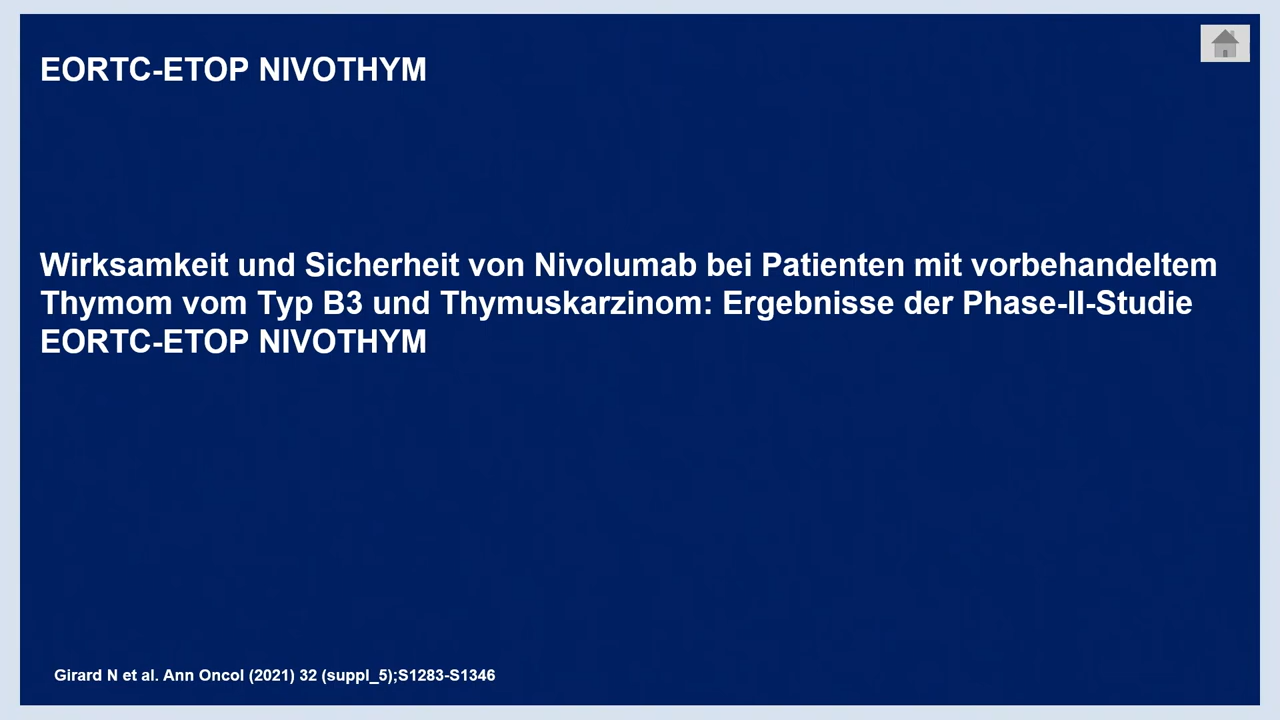 EORTC-ETOP NIVOTHYM
Wirksamkeit und Sicherheit von Nivolumab bei Patienten mit vorbehandeltem
Thymom vom Typ B3 und Thymuskarzinom: Ergebnisse der Phase-II-Studie
EORTC-ETOP NIVOTHYM
Girard N et al. Ann Oncol (2021) 32 (suppl_5);S1283-S1346